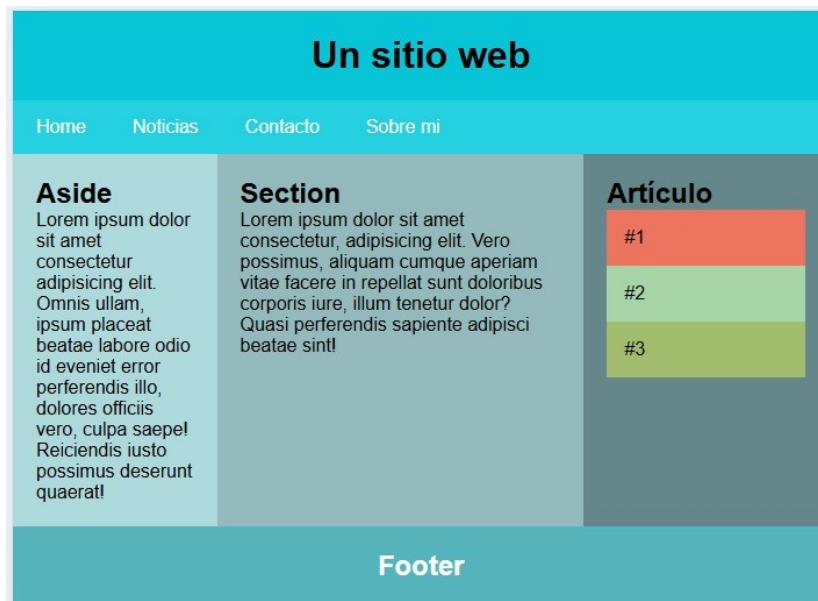 Un sitio web
Home Noticias Contacto Sobre mi
Aside
Lorem ipsum dolor
sit amet
consectetur
adipisicing elit.
Omnis ullam,
ipsum placeat
beatae labore odio
id eveniet error
perferendis illo,
dolores officiis
vero, culpa saepe!
Reiciendis iusto
possimus deserunt
quaerat!
Section
Lorem ipsum dolor sit amet
consectetur, adipisicing elit. Vero
possimus, aliquam cumque aperiam
vitae facere in repellat sunt doloribus
corporis iure, illum tenetur dolor?
Quasi perferendis sapiente adipisci
beatae sint!
Artículo
#1
#2
#3
Footer